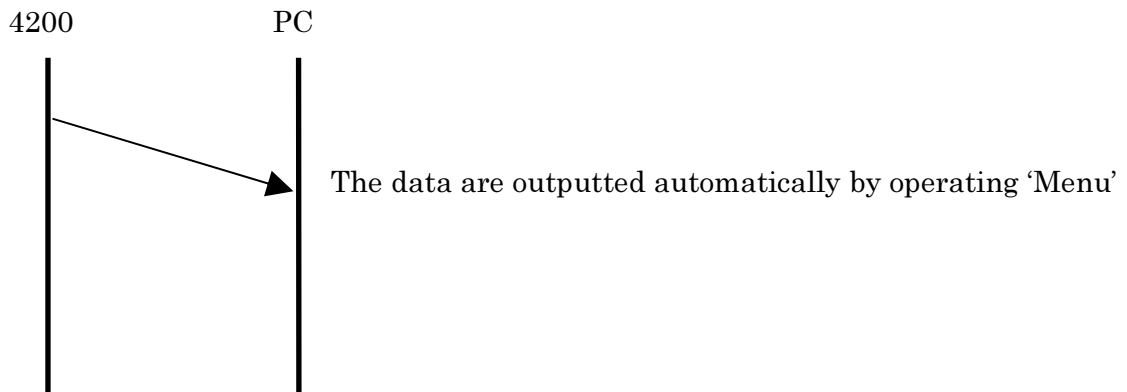 4200 PC
The data are outputted automatically by operating ‘Menu’